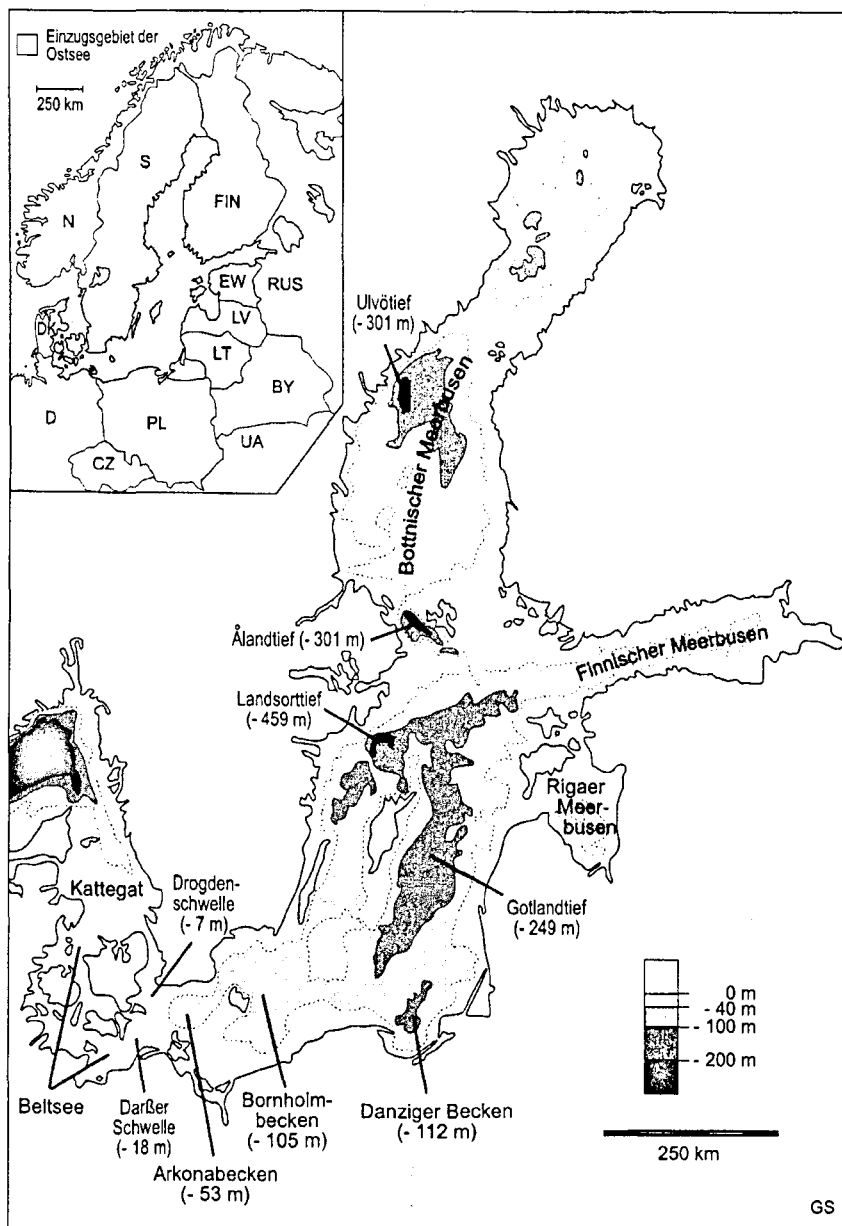 Einzugsgebiet der
Ostsee
250 km
S
FIN
N
EW
RUS
LV
DK
LT
BY
D
PL
UA
CZ
Ulvötief
(- 301 m)
Bottnischer Meerbusen
Ålandtief (- 301 m)
Finnischer Meerbusen
Landsorttief
(- 459 m)
Rigaer
Meer-
busen
Kattegat
Drogden-
schwelle
(- 7 m)
Gotlandtief
(- 249 m)
0 m
- 40 m
- 100 m
- 200 m
Beltsee
Darßer
Schwelle
(- 18 m)
Bornholm-
becken
(- 105 m)
Danziger Becken
(- 112 m)
Arkonabecken
(- 53 m)
250 km
GS